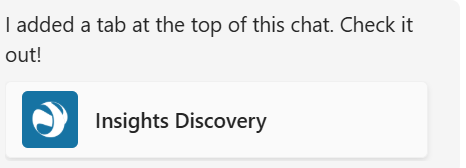 I added a tab at the top of this chat. Check it
out!
Insights Discovery